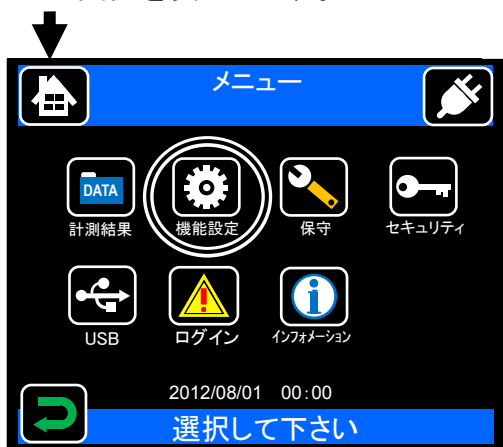 メニュー
DATA
計測結果
機能設定
保守
セキュリティ
USB
ログイン
インフォメーション
2012/08/01 00:00
選択して下さい